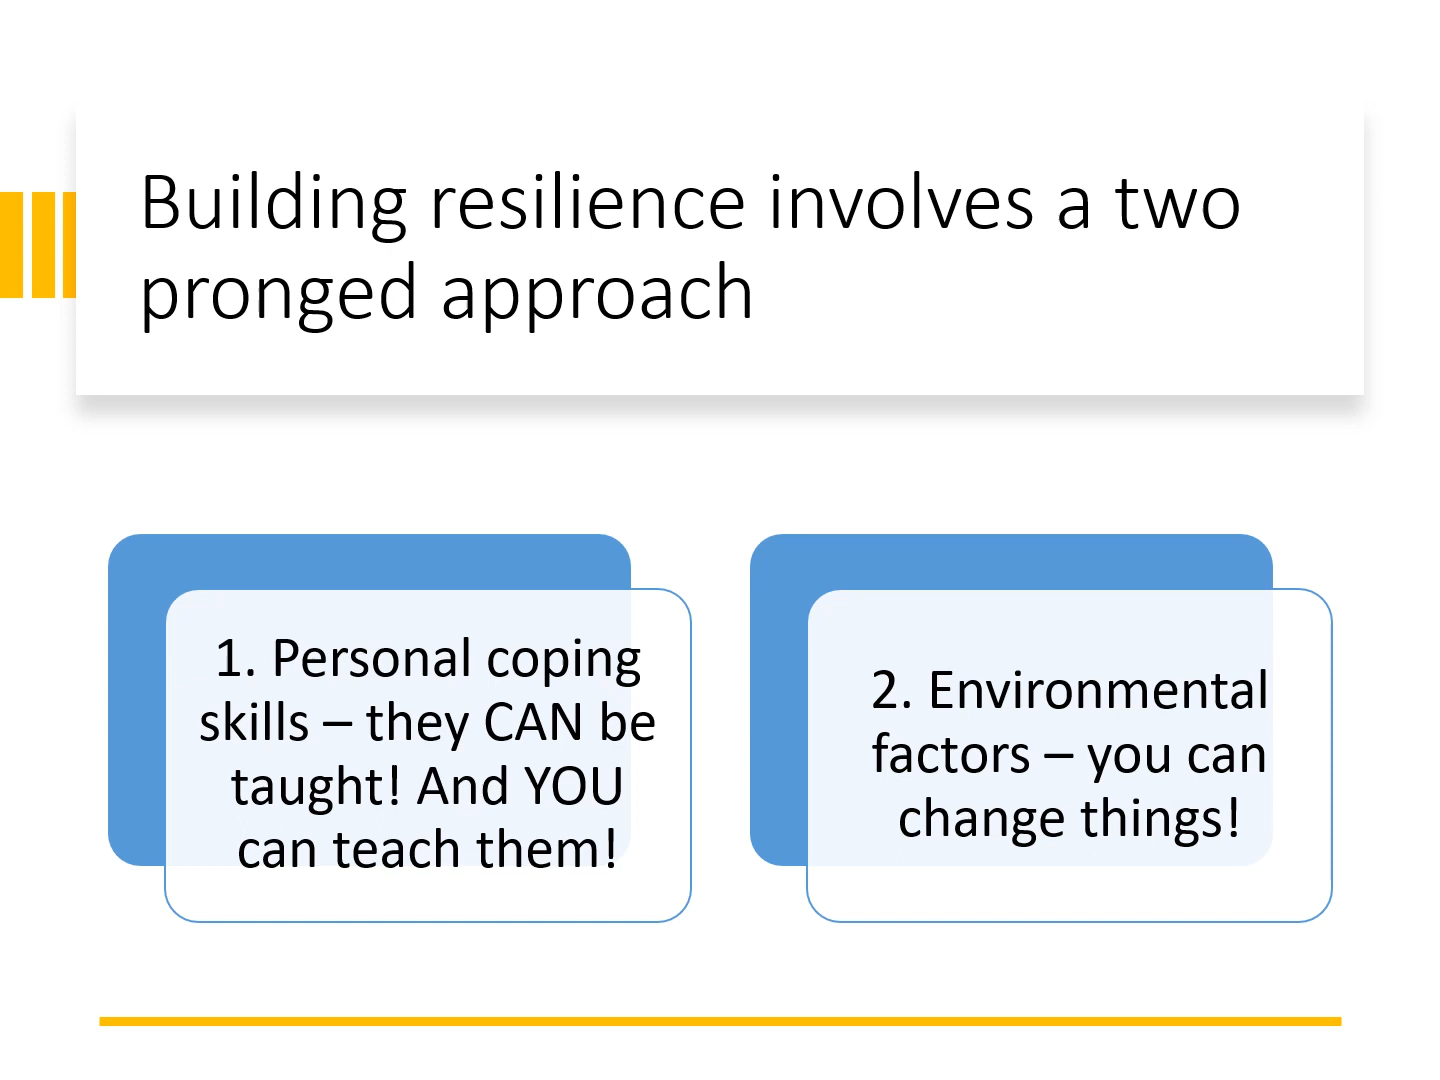 Building resilience involves a two
pronged approach
1. Personal coping
skills – they CAN be
taught! And YOU
can teach them!
2. Environmental
factors – you can
change things!